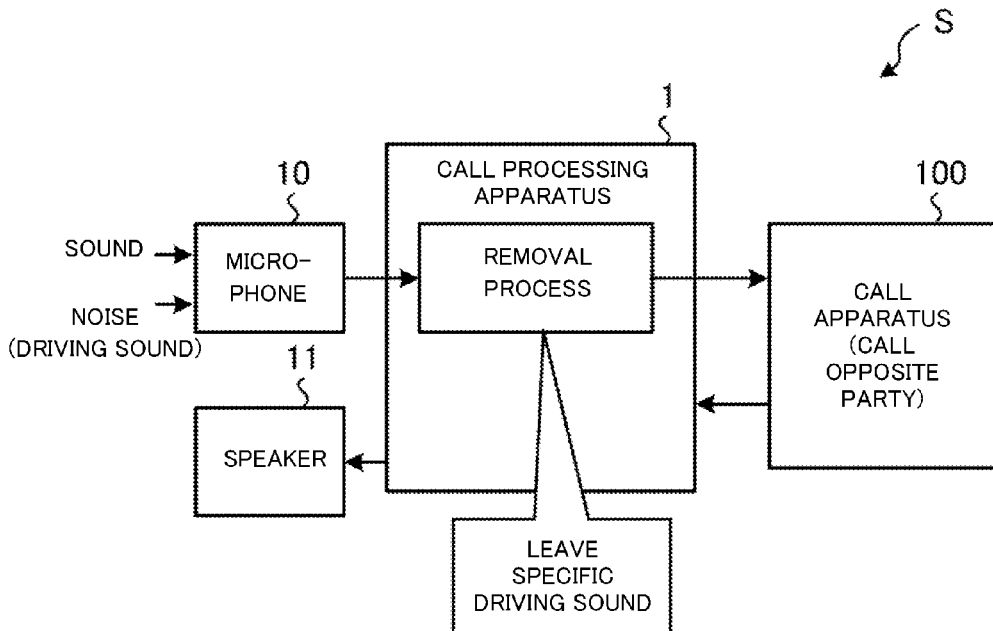 S
1
CALL PROCESSING
APPARATUS
10
100
SOUND
MICRO-
PHONE
REMOVAL
PROCESS
NOISE
(DRIVING SOUND)
CALL
APPARATUS
(CALL
OPPOSITE
PARTY)
11
SPEAKER
LEAVE
SPECIFIC
DRIVING SOUND